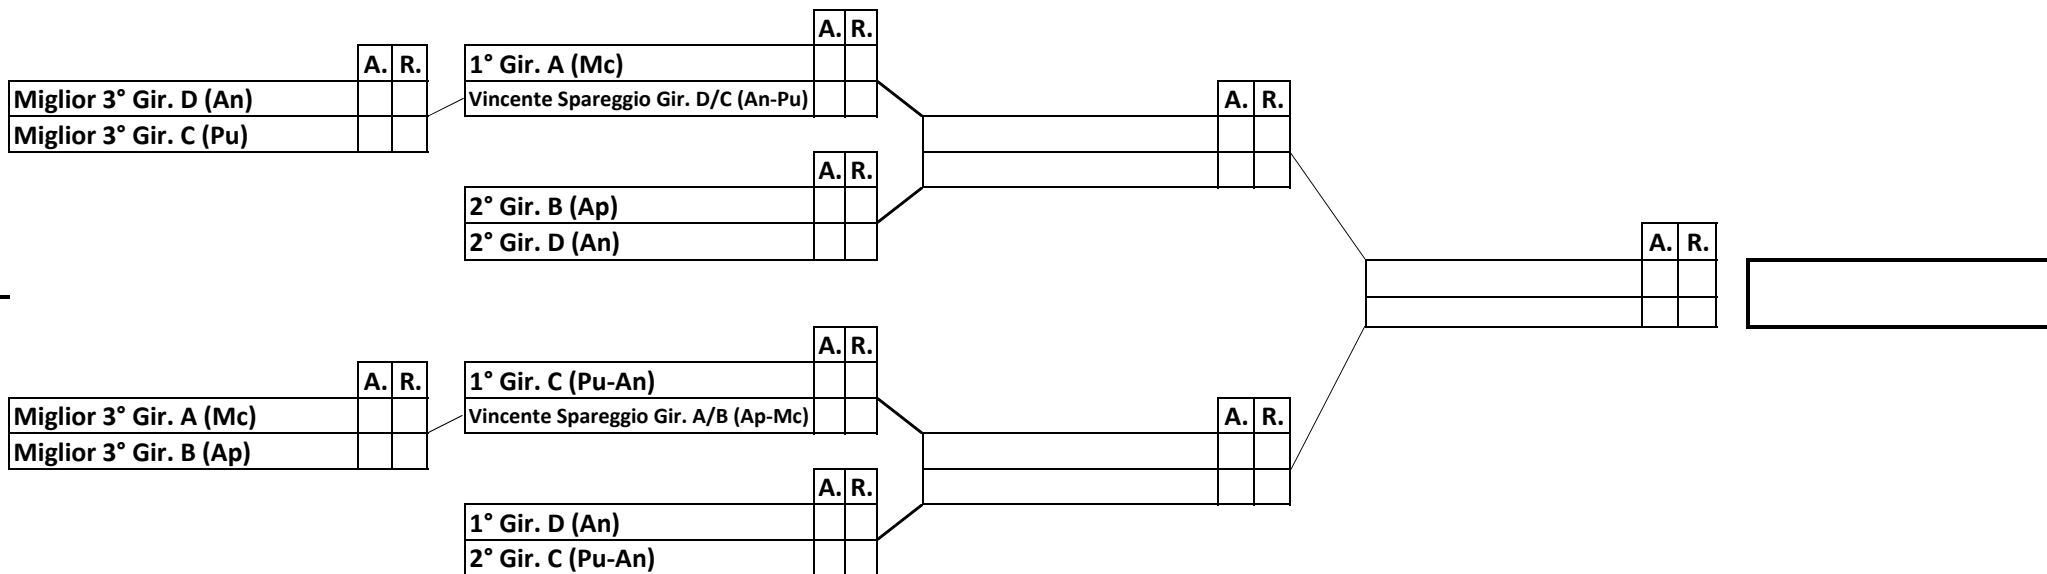 A. R.
Miglior 3° Gir. D (An)
Miglior 3° Gir. C (Pu)
A. R.
1° Gir. A (Mc)
Vincente Spareggio Gir. D/C (An-Pu)
A. R.
2° Gir. B (Ap)
2° Gir. D (An)
A. R.
A. R.
Miglior 3° Gir. A (Mc)
Miglior 3° Gir. B (Ap)
A. R.
1° Gir. C (Pu-An)
Vincente Spareggio Gir. A/B (Ap-Mc)
A. R.
1° Gir. D (An)
2° Gir. C (Pu-An)
A. R.
A. R.